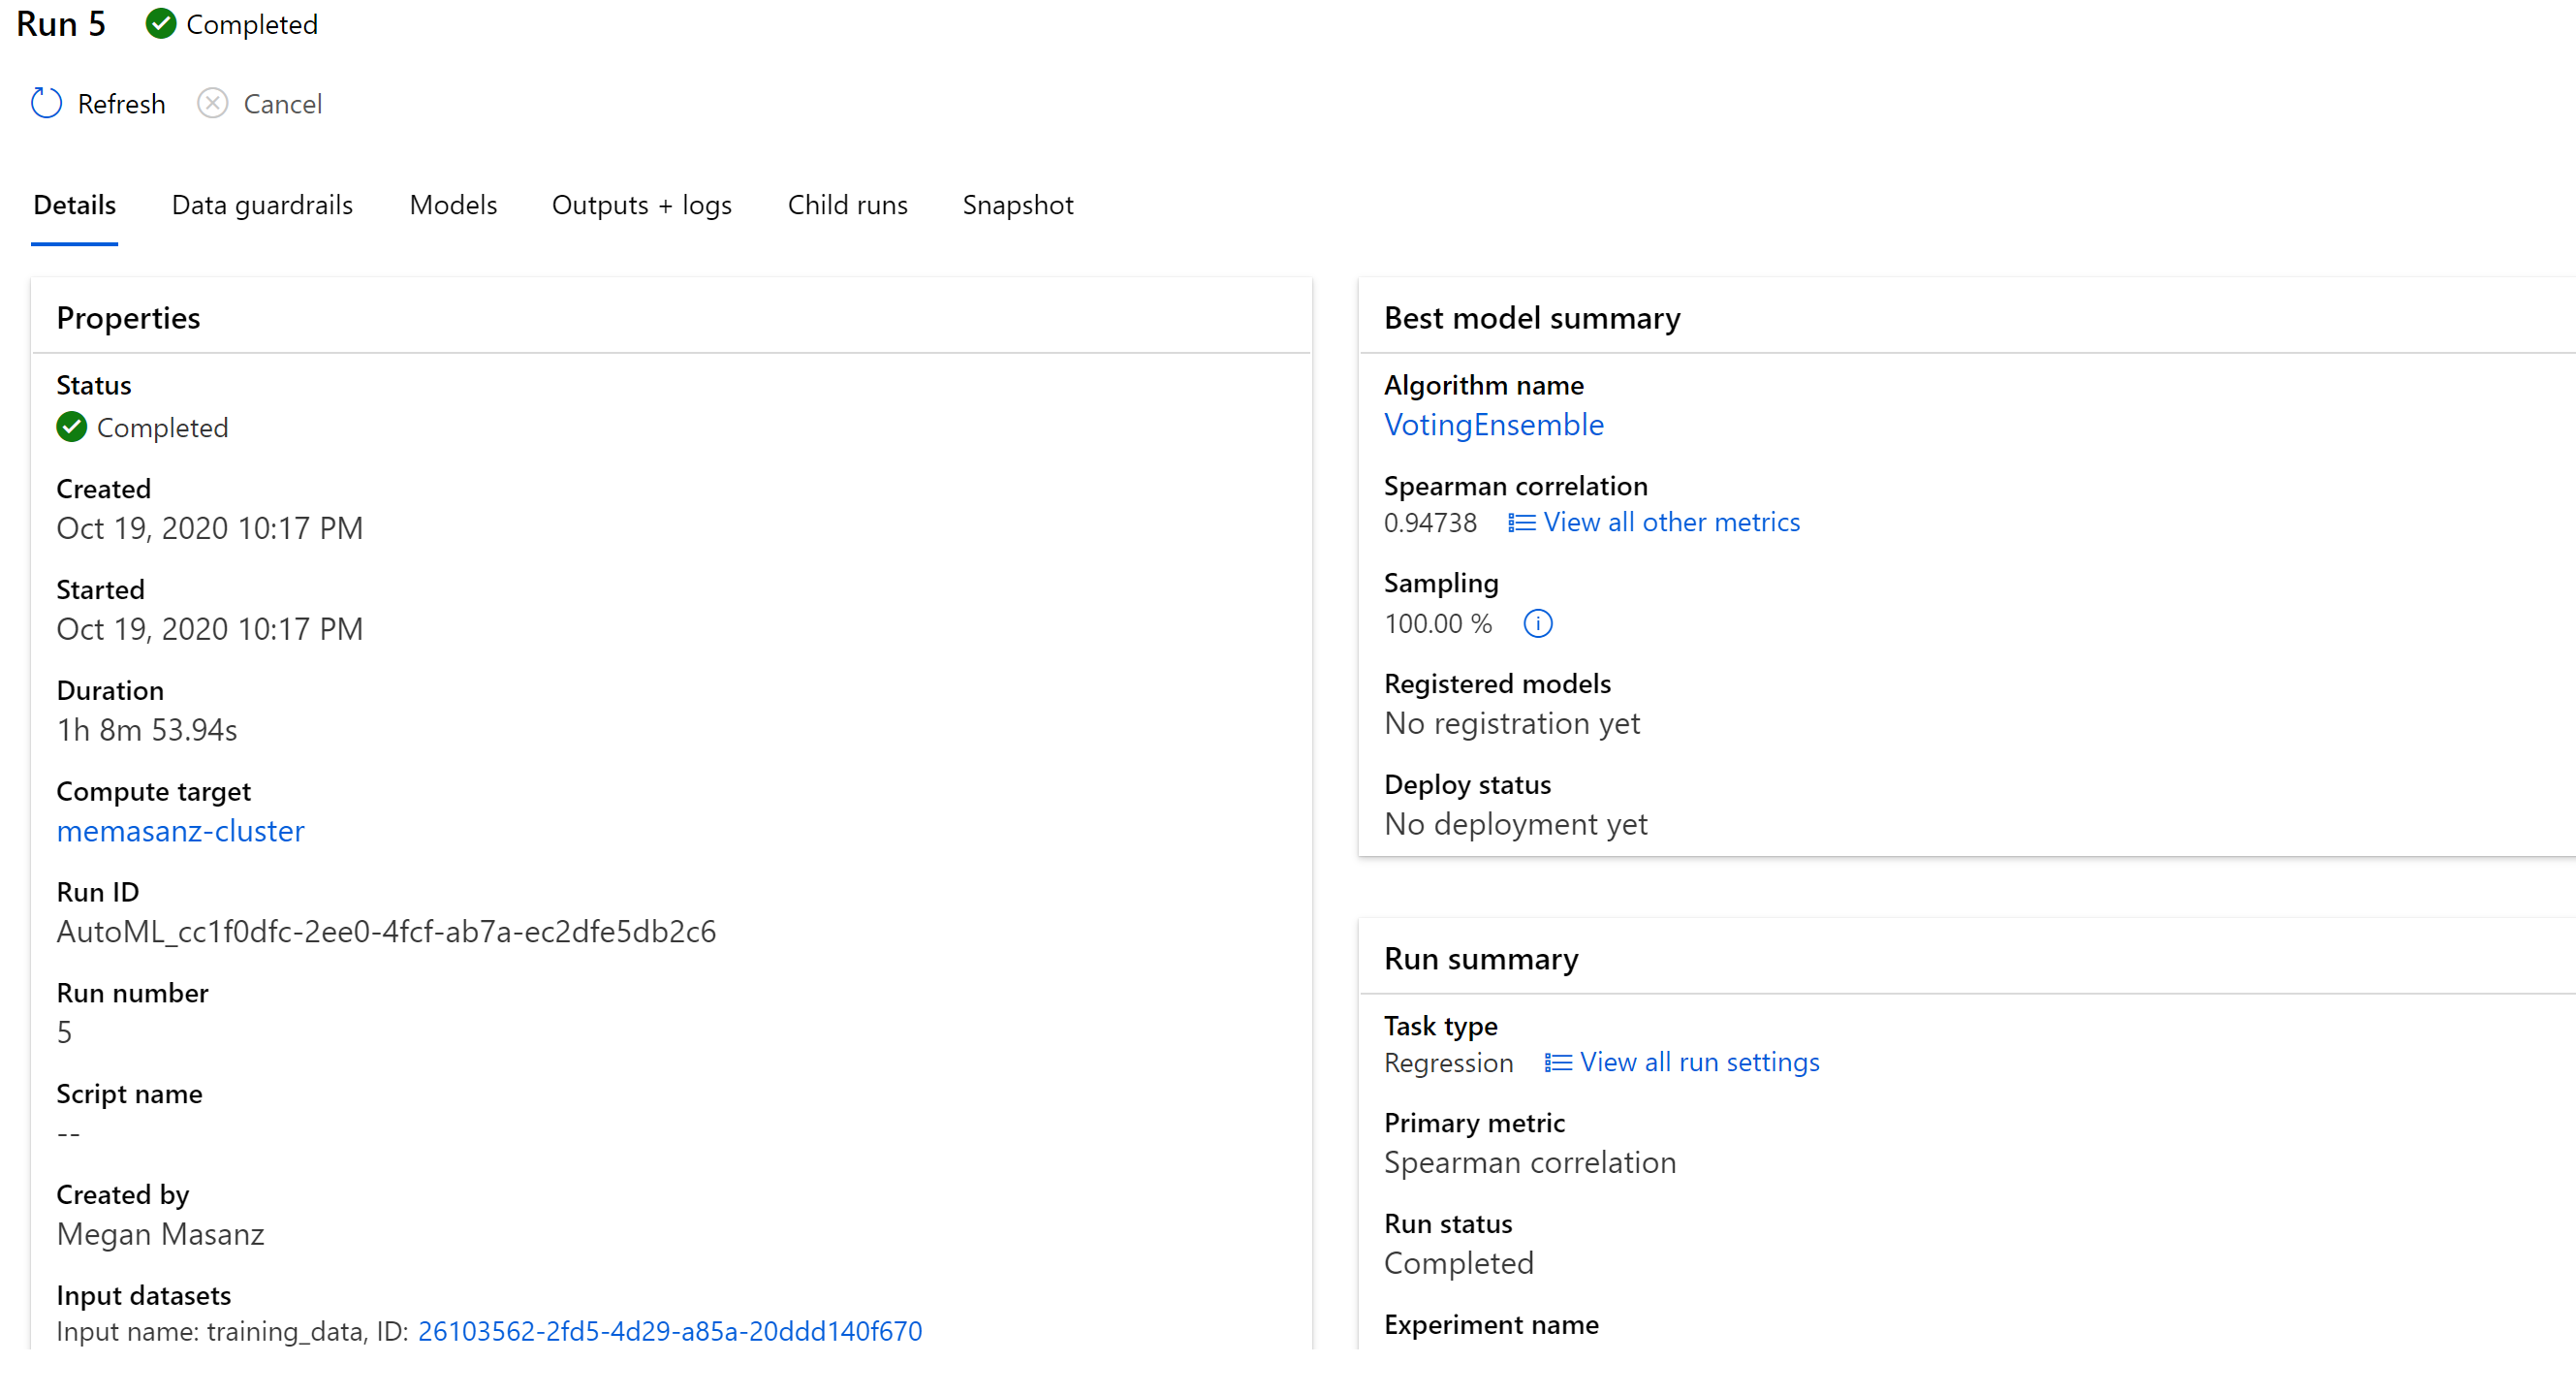 Run 5 Completed
Refresh Cancel
Details Data guardrails Models Outputs + logs Child runs Snapshot
Properties
Status
Completed
Created
Oct 19, 2020 10:17 PM
Started
Oct 19, 2020 10:17 PM
Duration
1h 8m 53.94s
Compute target
memasanz-cluster
Run ID
AutoML_cc1f0dfc-2ee0-4fcf-ab7a-ec2dfe5db2c6
Run number
5
Script name
--
Created by
Megan Masanz
Input datasets
Input name: training_data, ID: 26103562-2fd5-4d29-a85a-20ddd140f670
Best model summary
Algorithm name
VotingEnsemble
Spearman correlation
0.94738 View all other metrics
Sampling
100.00 %
Registered models
No registration yet
Deploy status
No deployment yet
Run summary
Task type
Regression View all run settings
Primary metric
Spearman correlation
Run status
Completed
Experiment name